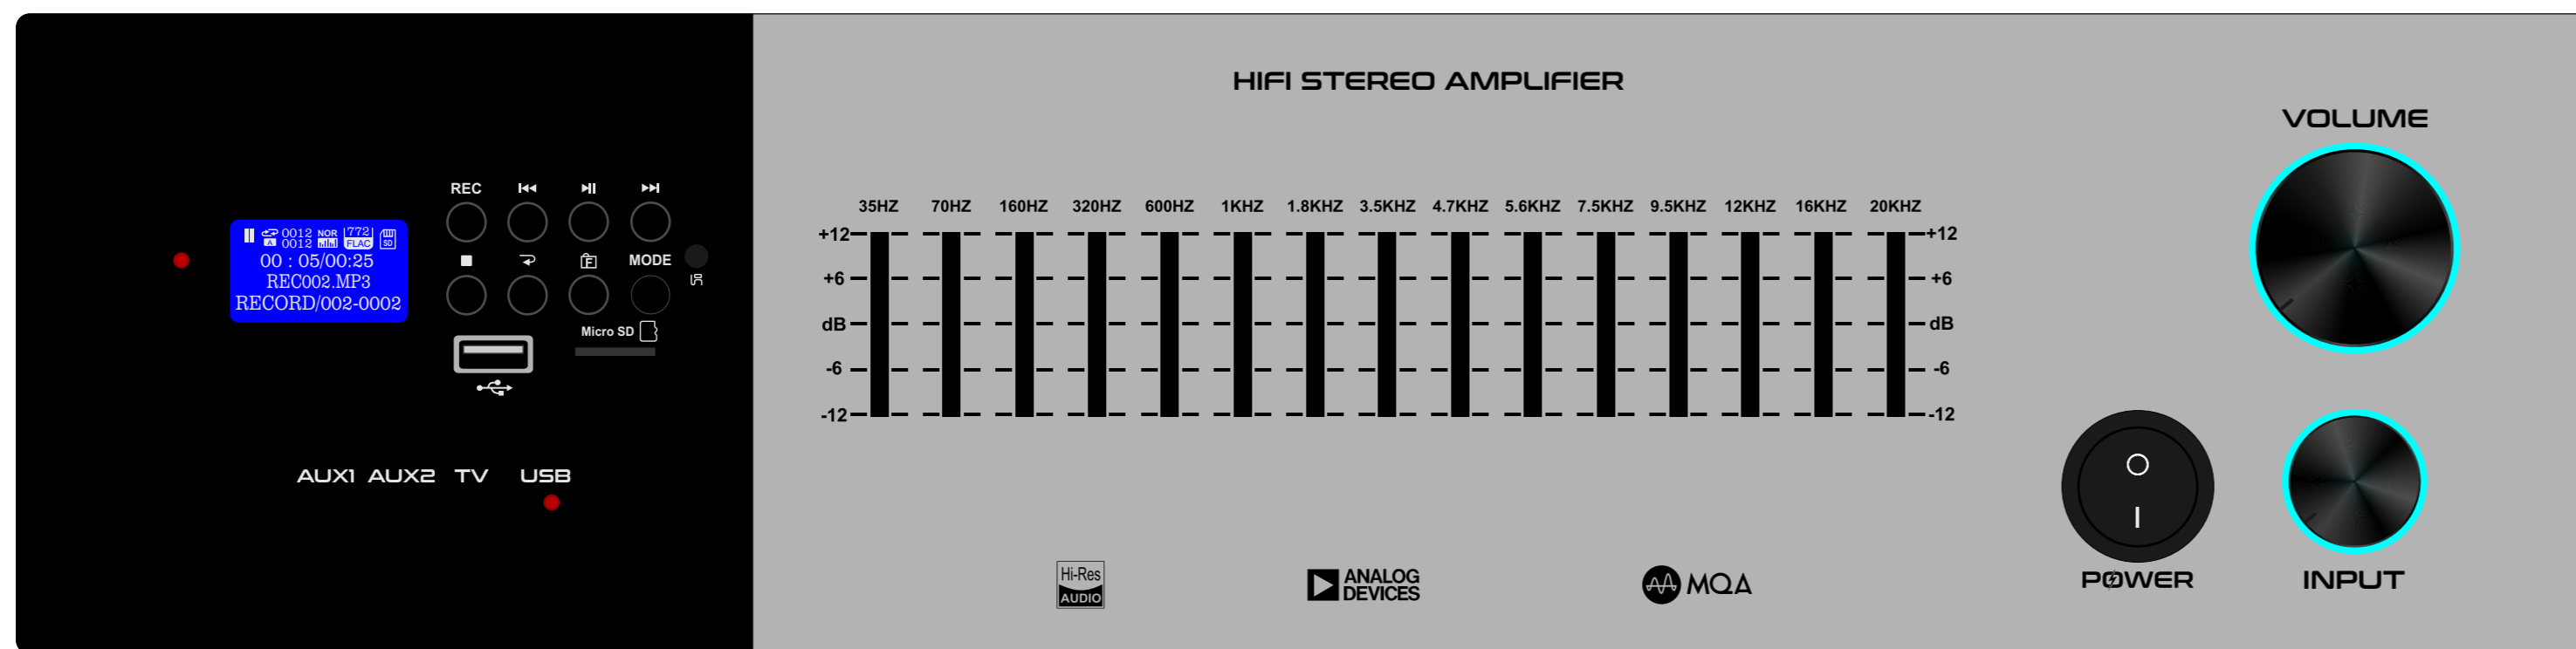 HIFI STEREO AMPLIFIER
VOLUME
REC
MODE
0012 NOR 772
A 0012 FLAC SD
00 : 05/00:25
REC002.MP3
RECORD/002-0002
F
Micro SD
IR
35HZ 70HZ 160HZ 320HZ 600HZ 1KHZ 1.8KHZ 3.5KHZ 4.7KHZ 5.6KHZ 7.5KHZ 9.5KHZ 12KHZ 16KHZ 20KHZ
+12 +12
+6 +6
dB dB
-6 -6
-12 -12
AUX1 AUX2 TV USB
O
I
POWER
INPUT
Hi-Res
AUDIO
ANALOG
DEVICES
MQA